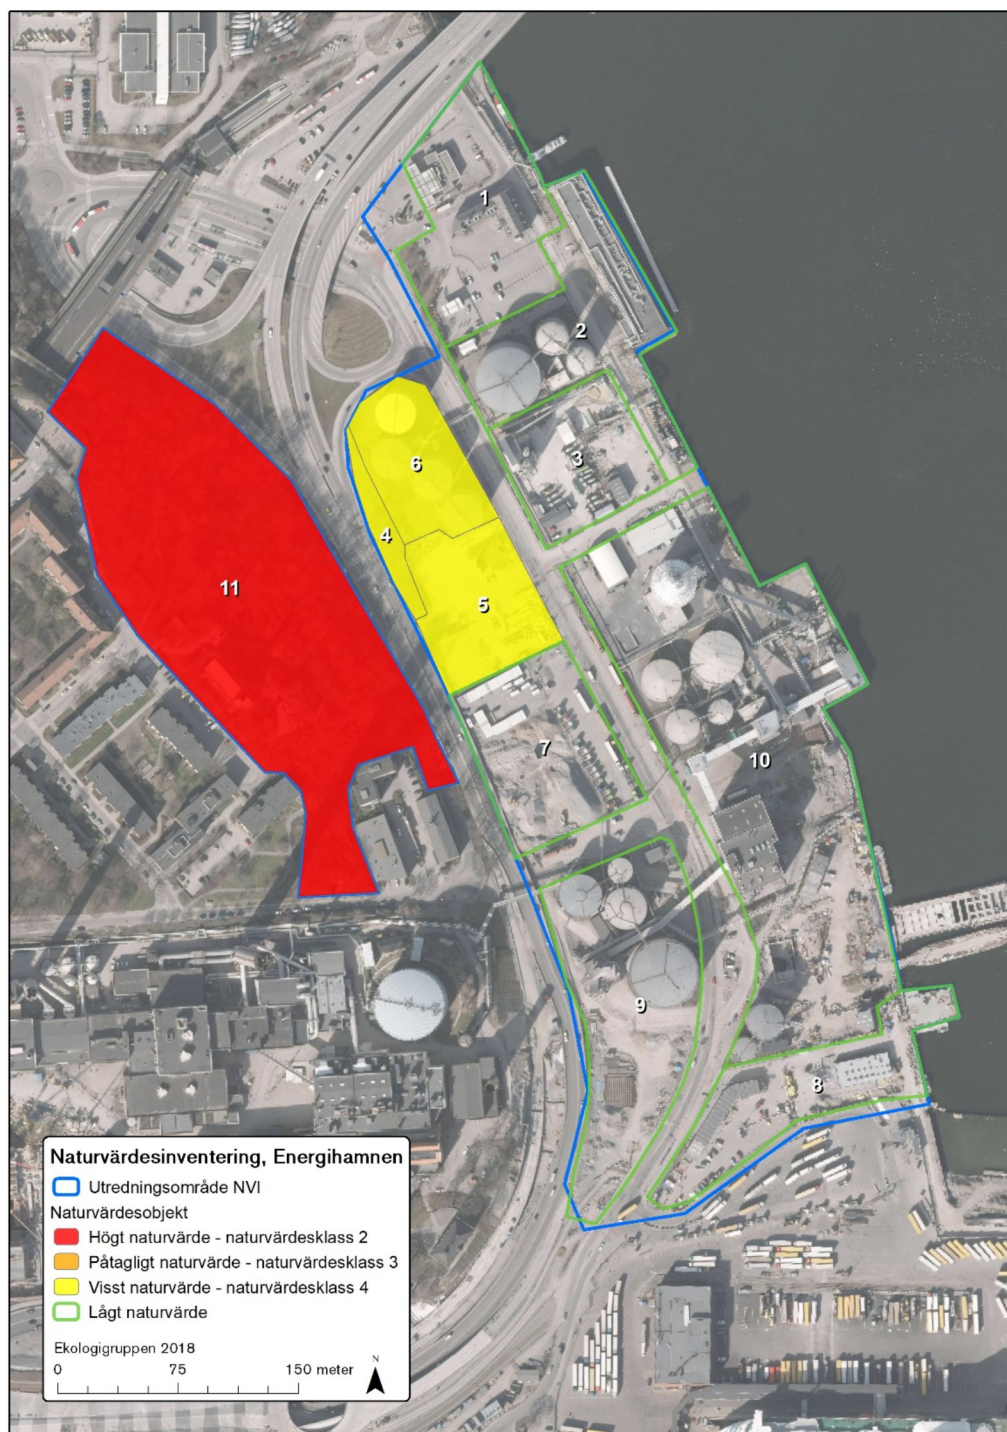 1
2
3
6
4
11
5
7
10
9
8
Naturvärdesinventering, Energihamnen
Utredningsområde NVI
Naturvärdesobjekt
Högt naturvärde - naturvärdesklass 2
Påtagligt naturvärde - naturvärdesklass 3
Visst naturvärde - naturvärdesklass 4
Lågt naturvärde
Ekologigruppen 2018
0 75 150 meter
N